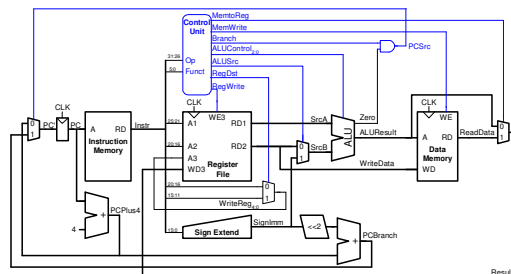 Control Unit
MemtoReg
MemWrite
Branch
ALUControl2:0
PCSrc
31:26 Op
ALUSrc
5:0 Funct
RegDst
RegWrite
CLK
CLK
CLK
0 1
PC'
PC
A RD
Instruction Memory
Instr
25:21 A1
WE3
RD1
SrcA
Zero
ALU
ALUResult
WE
A RD
ReadData
0 1
20:16 A2
RD2
0 1
SrcB
Data Memory
A3
WD3
Register File
WriteData
WD
20:16 0
15:11 1
WriteReg4:0
PCPlus4
+
4
SignImm
15:0
Sign Extend
<<2
+
PCBranch
Resul